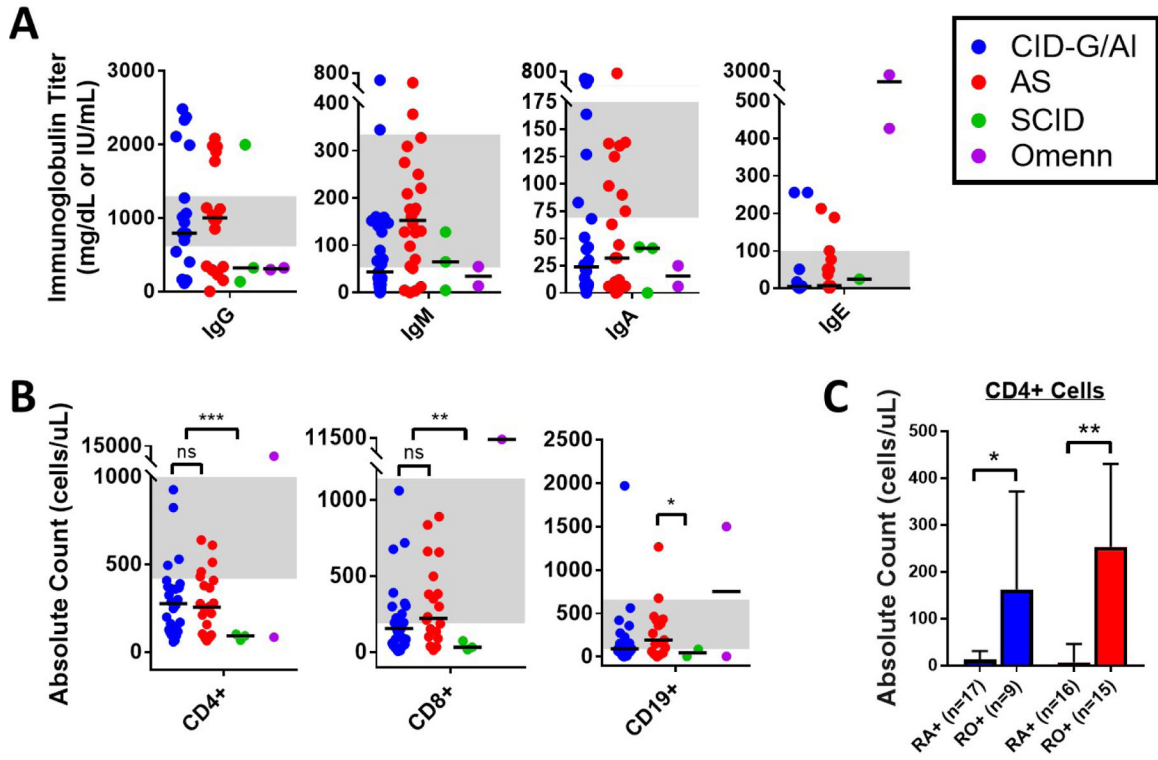 A
Immunoglobulin Titer
(mg/dL or IU/mL)
3000
2000
1000
0
IgG
800
400
300
200
100
0
IgM
800
175
150
125
100
75
50
25
0
IgA
3000
500
400
300
200
100
0
IgE
CID-G/AI
AS
SCID
Omenn
B
Absolute Count (cells/uL)
15000
1000
500
0
***
ns
CD4+
11500
1000
500
0
**
ns
CD8+
2500
2000
1500
1000
500
0
*
CD19+
C
CD4+ Cells
Absolute Count (cells/uL)
500
400
300
200
100
0
*
**
RA+ (n=17)
RO+ (n=9)
RA+ (n=16)
RO+ (n=15)